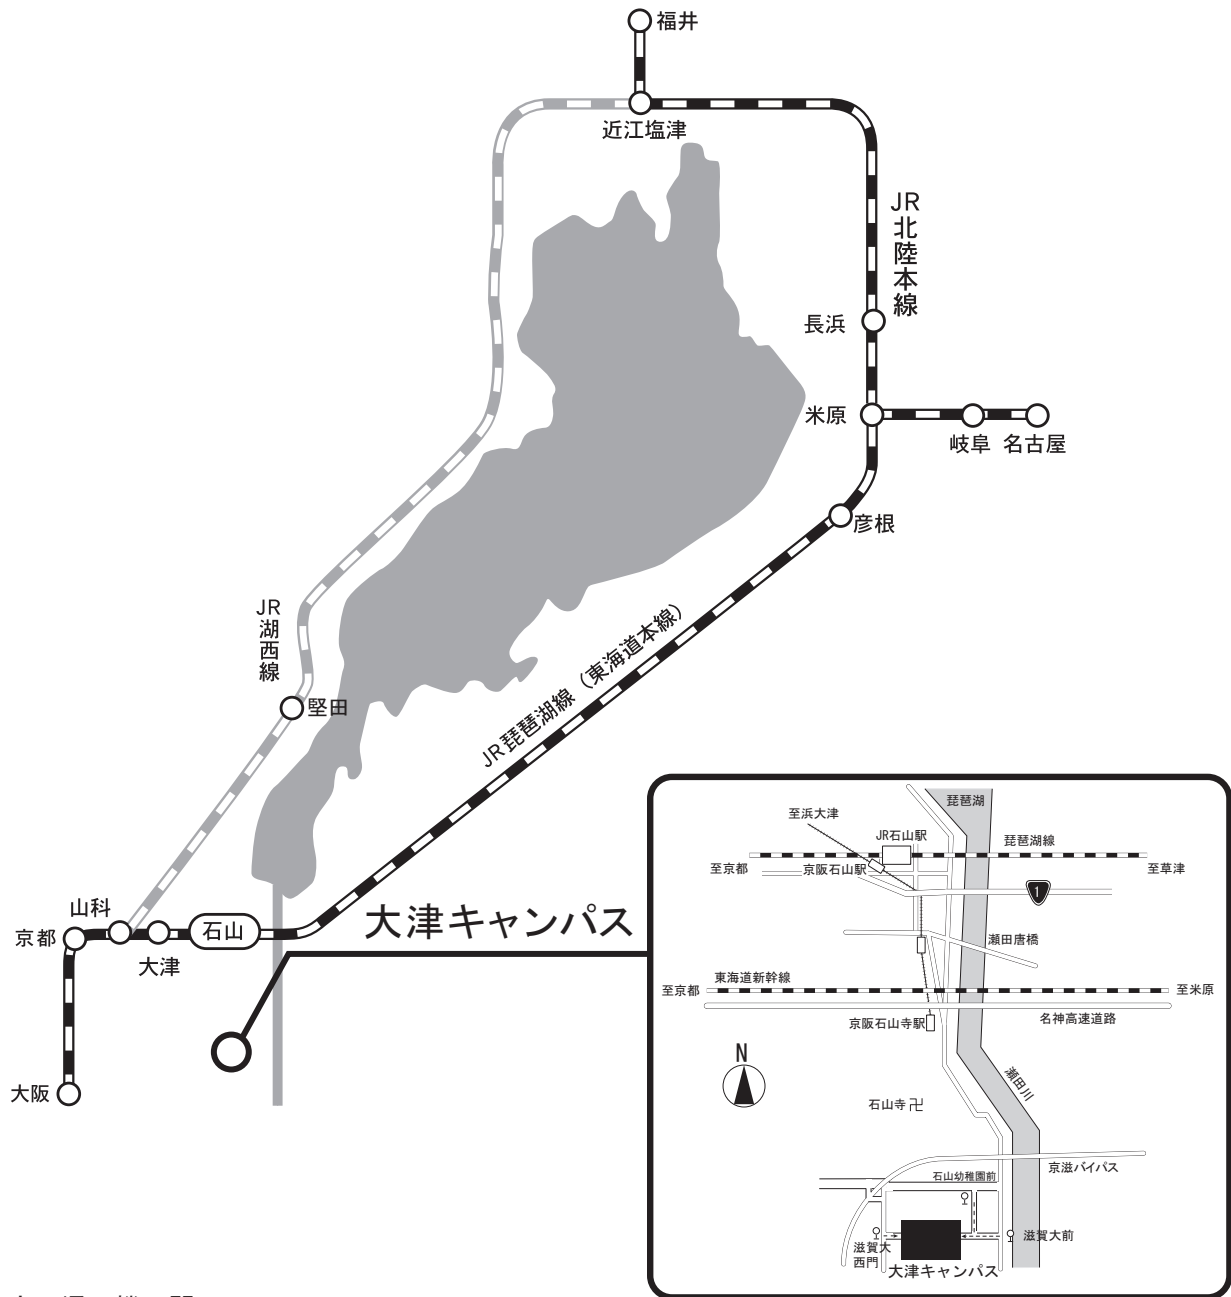 福井
近江塩津
JR北陸本線
長浜
米原
岐阜
名古屋
彦根
JR湖西線
堅田
JR琵琶湖線（東海道本線）
山科
京都
大津
石山
大阪
大津キャンパス
琵琶湖
至浜大津
JR石山駅
琵琶湖線
至京都
京阪石山駅
至草津
1
瀬田唐橋
東海道新幹線
至京都
至米原
京阪石山寺駅
名神高速道路
N
瀬田川
石山寺卍
京滋バイパス
石山幼稚園前
滋賀大
西門
滋賀大前
大津キャンパス